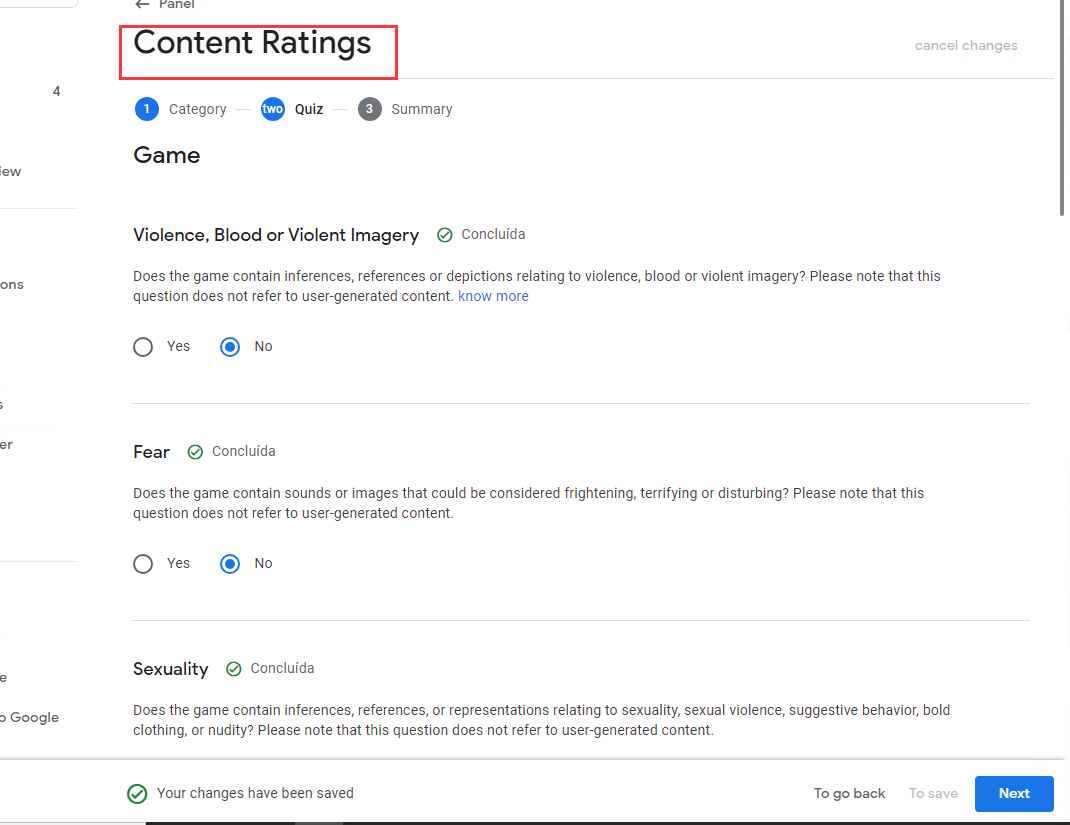 ← Panel
Content Ratings
cancel changes
4
1 Category two Quiz 3 Summary
Game
iew
Violence, Blood or Violent Imagery Concluída
Does the game contain inferences, references or depictions relating to violence, blood or violent imagery? Please note that this
question does not refer to user-generated content. know more
ons
Yes No
s
er
Fear Concluída
Does the game contain sounds or images that could be considered frightening, terrifying or disturbing? Please note that this
question does not refer to user-generated content.
Yes No
Sexuality Concluída
e
Does the game contain inferences, references, or representations relating to sexuality, sexual violence, suggestive behavior, bold
clothing, or nudity? Please note that this question does not refer to user-generated content.
o Google
Your changes have been saved
To go back To save Next